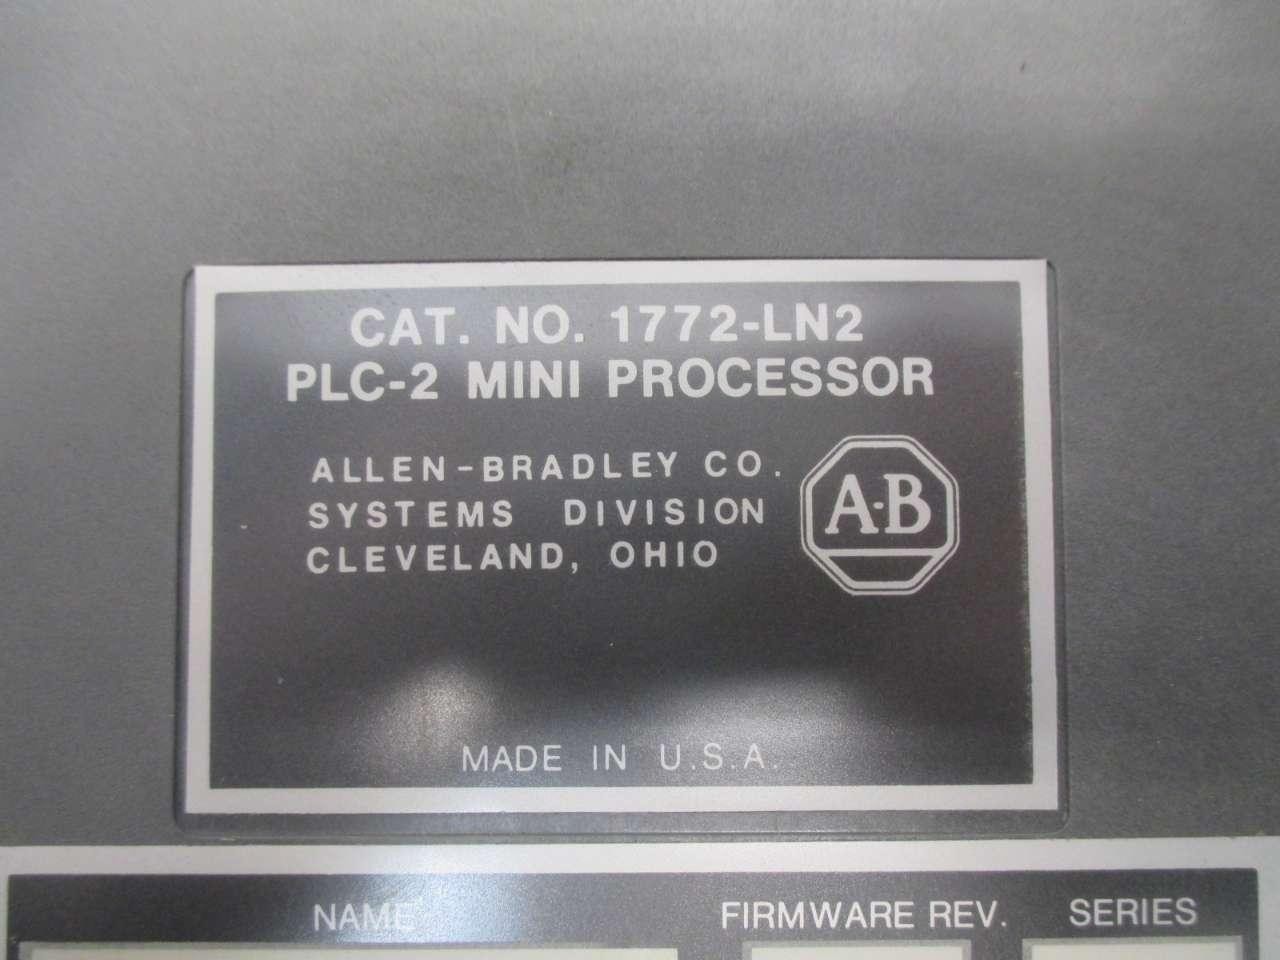 CAT. NO. 1772-LN2
PLC-2 MINI PROCESSOR
ALLEN-BRADLEY CO.
SYSTEMS DIVISION
CLEVELAND, OHIO
A·B
MADE IN U.S.A.
NAME FIRMWARE REV. SERIES